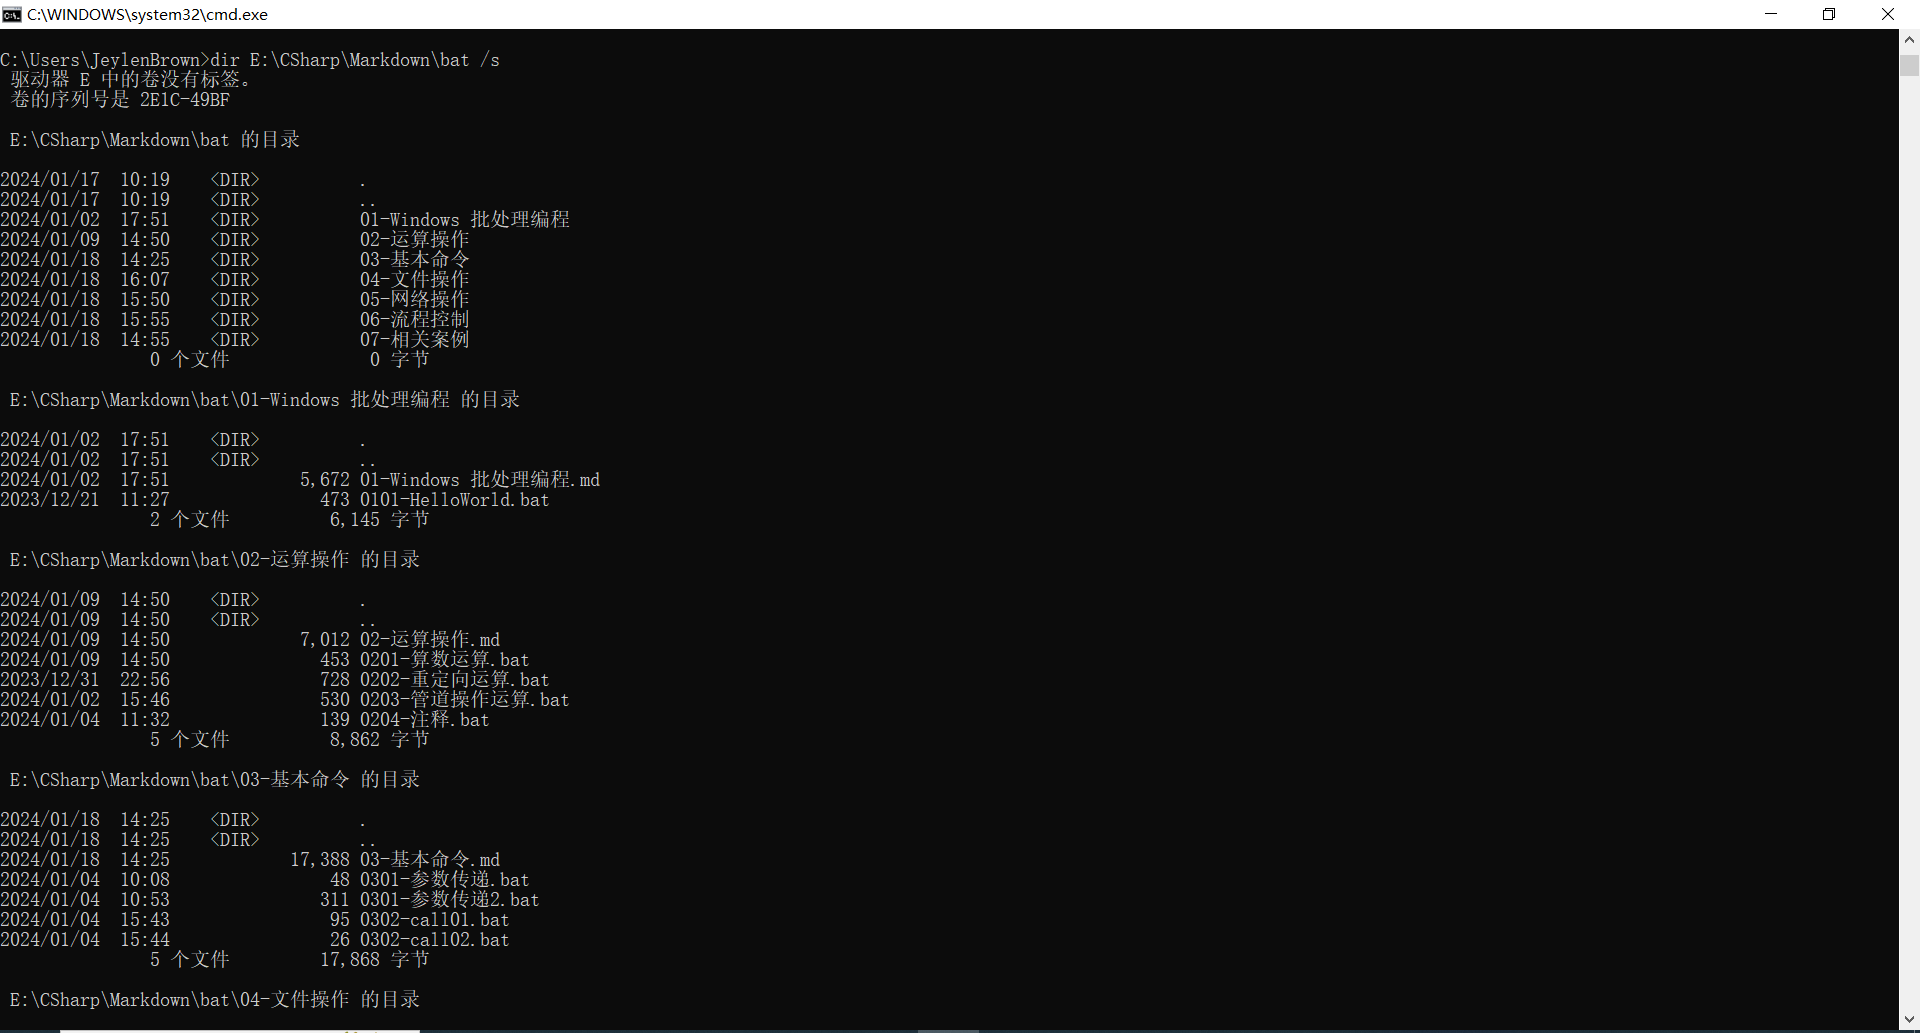 C:\WINDOWS\system32\cmd.exe
C:\Users\JeylenBrown>dir E:\CSharp\Markdown\bat /s
驱动器 E 中的卷没有标签。
卷的序列号是 2E1C-49BF
E:\CSharp\Markdown\bat 的目录
2024/01/17  10:19    <DIR>          .
2024/01/17  10:19    <DIR>          ..
2024/01/02  17:51    <DIR>          01-Windows 批处理编程
2024/01/09  14:50    <DIR>          02-运算操作
2024/01/18  14:25    <DIR>          03-基本命令
2024/01/18  16:07    <DIR>          04-文件操作
2024/01/18  15:50    <DIR>          05-网络操作
2024/01/18  15:55    <DIR>          06-流程控制
2024/01/18  14:55    <DIR>          07-相关案例
0 个文件              0 字节
E:\CSharp\Markdown\bat\01-Windows 批处理编程 的目录
2024/01/02  17:51    <DIR>          .
2024/01/02  17:51    <DIR>          ..
2024/01/02  17:51             5,672 01-Windows 批处理编程.md
2023/12/21  11:27               473 0101-HelloWorld.bat
2 个文件          6,145 字节
E:\CSharp\Markdown\bat\02-运算操作 的目录
2024/01/09  14:50    <DIR>          .
2024/01/09  14:50    <DIR>          ..
2024/01/09  14:50             7,012 02-运算操作.md
2024/01/09  14:50               453 0201-算数运算.bat
2023/12/31  22:56               728 0202-重定向运算.bat
2024/01/02  15:46               530 0203-管道操作运算.bat
2024/01/04  11:32               139 0204-注释.bat
5 个文件          8,862 字节
E:\CSharp\Markdown\bat\03-基本命令 的目录
2024/01/18  14:25    <DIR>          .
2024/01/18  14:25    <DIR>          ..
2024/01/18  14:25            17,388 03-基本命令.md
2024/01/04  10:08                48 0301-参数传递.bat
2024/01/04  10:53               311 0301-参数传递2.bat
2024/01/04  15:43                95 0302-call01.bat
2024/01/04  15:44                26 0302-call02.bat
5 个文件         17,868 字节
E:\CSharp\Markdown\bat\04-文件操作 的目录